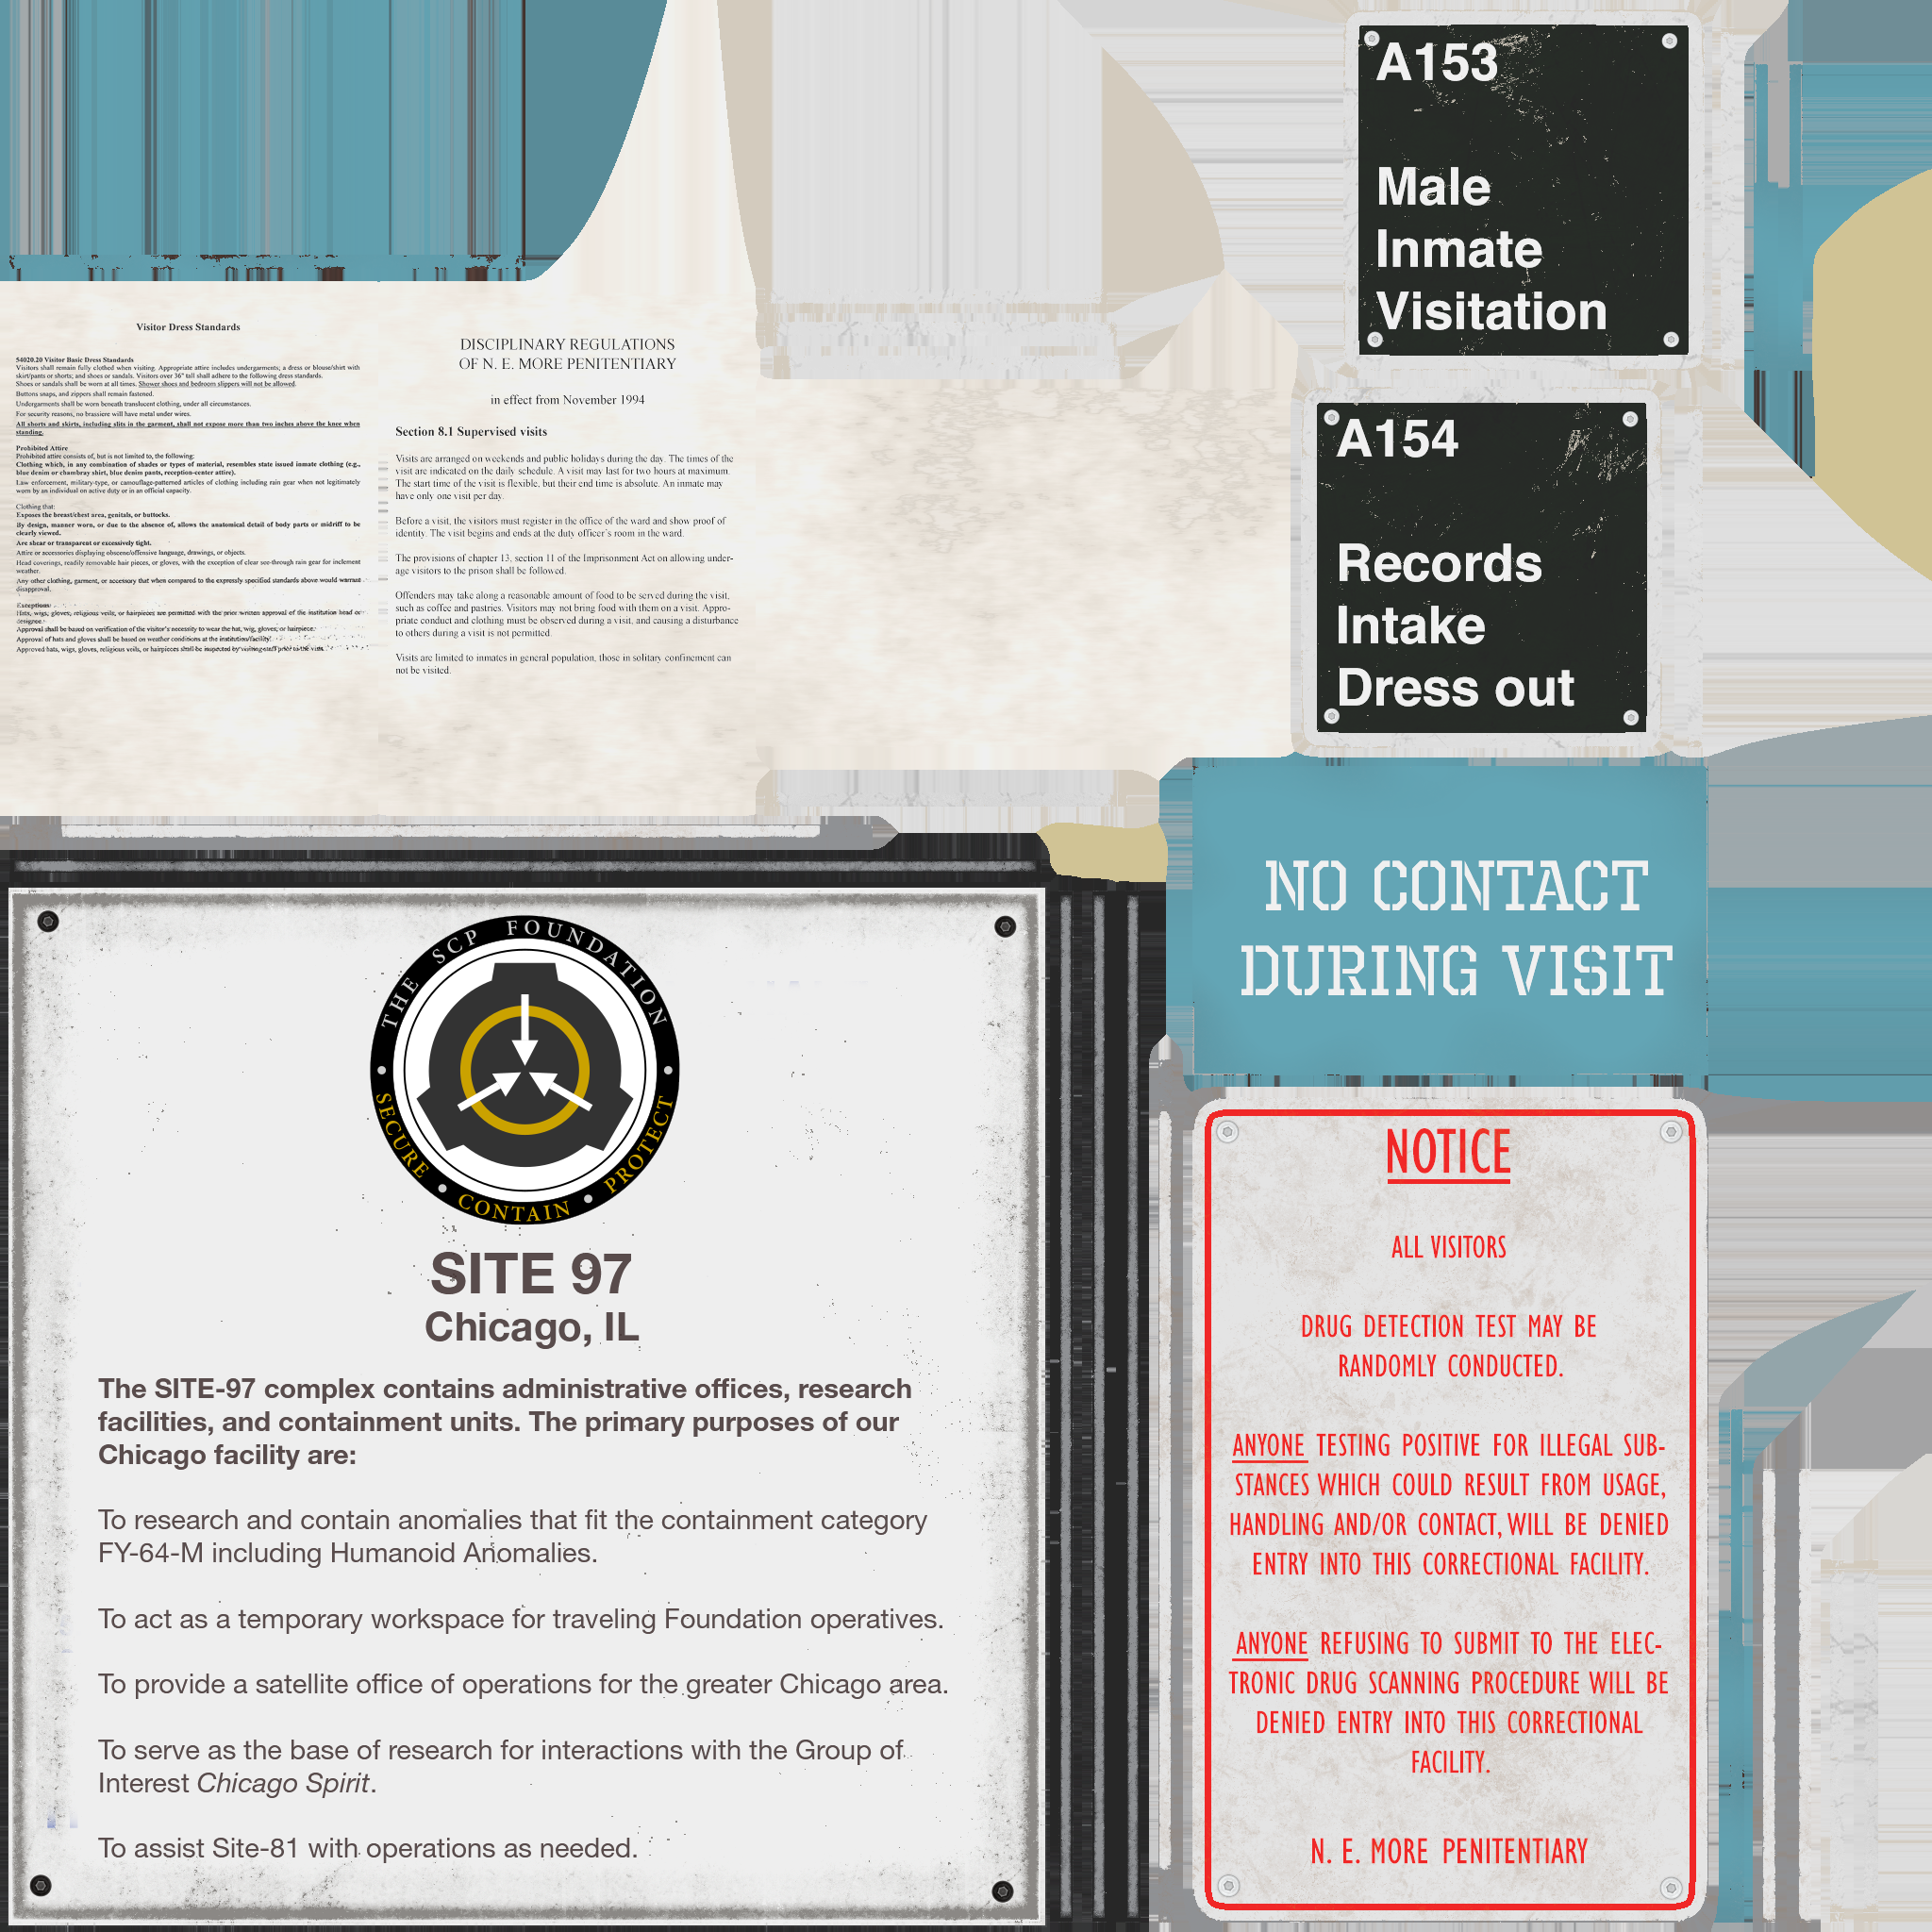 A153
Male
Inmate
Visitation
Visitor Dress Standards
54020.20 Visitor Basic Dress Standards
Visitors shall remain fully clothed when visiting. Appropriate attire includes undergarments; a dress or blouse/shirt with
skirt/pants or shorts; and shoes or sandals. Visitors over 36" tall shall adhere to the following dress standards.
Shoes or sandals shall be worn at all times. Shower shoes and bedroom slippers will not be allowed.
Buttons snaps, and zippers shall remain fastened.
Undergarments shall be worn beneath translucent clothing, under all circumstances.
For security reasons, no brassiere will have metal under wires.
All shorts and skirts, including slits in the garment, shall not expose more than two inches above the knee when
standing.
Prohibited Attire
Prohibited attire consists of, but is not limited to, the following:
Clothing which, in any combination of shades or types of material, resembles state issued inmate clothing (e.g.,
blue denim or chambray shirt, blue denim pants, reception-center attire).
Law enforcement, military-type, or camouflage-patterned articles of clothing including rain gear when not legitimately
worn by an individual on active duty or in an official capacity.
Clothing that:
Exposes the breast/chest area, genitals, or buttocks.
By design, manner worn, or due to the absence of, allows the anatomical detail of body parts or midriff to be
clearly viewed.
Are shear or transparent or excessively tight.
Attire or accessories displaying obscene/offensive language, drawings, or objects.
Head coverings, readily removable hair pieces, or gloves, with the exception of clear see-through rain gear for inclement
weather.
Any other clothing, garment, or accessory that when compared to the expressly specified standards above would warrant
disapproval.
Exceptions:
Hats, wigs, gloves, religious veils, or hairpieces are permitted with the prior written approval of the institution head or
designee.
Approval shall be based on verification of the visitor's necessity to wear the hat, wig, gloves, or hairpiece.
Approval of hats and gloves shall be based on weather conditions at the institution/facility.
Approved hats, wigs, gloves, religious veils, or hairpieces shall be inspected by visiting staff prior to the visit.
DISCIPLINARY REGULATIONS
OF N. E. MORE PENITENTIARY
in effect from November 1994
Section 8.1 Supervised visits
Visits are arranged on weekends and public holidays during the day. The times of the
visit are indicated on the daily schedule. A visit may last for two hours at maximum.
The start time of the visit is flexible, but their end time is absolute. An inmate may
have only one visit per day.
Before a visit, the visitors must register in the office of the ward and show proof of
identity. The visit begins and ends at the duty officer's room in the ward.
The provisions of chapter 13, section 11 of the Imprisonment Act on allowing under-
age visitors to the prison shall be followed.
Offenders may take along a reasonable amount of food to be served during the visit,
such as coffee and pastries. Visitors may not bring food with them on a visit. Appro-
priate conduct and clothing must be observed during a visit, and causing a disturbance
to others during a visit is not permitted.
Visits are limited to inmates in general population, those in solitary confinement can
not be visited.
A154
Records
Intake
Dress out
NO CONTACT
DURING VISIT
THE SCP FOUNDATION
SECURE • CONTAIN • PROTECT
SITE 97
Chicago, IL
The SITE-97 complex contains administrative offices, research
facilities, and containment units. The primary purposes of our
Chicago facility are:
To research and contain anomalies that fit the containment category
FY-64-M including Humanoid Anomalies.
To act as a temporary workspace for traveling Foundation operatives.
To provide a satellite office of operations for the greater Chicago area.
To serve as the base of research for interactions with the Group of
Interest Chicago Spirit.
To assist Site-81 with operations as needed.
NOTICE
ALL VISITORS
DRUG DETECTION TEST MAY BE
RANDOMLY CONDUCTED.
ANYONE TESTING POSITIVE FOR ILLEGAL SUB-
STANCES WHICH COULD RESULT FROM USAGE,
HANDLING AND/OR CONTACT, WILL BE DENIED
ENTRY INTO THIS CORRECTIONAL FACILITY.
ANYONE REFUSING TO SUBMIT TO THE ELEC-
TRONIC DRUG SCANNING PROCEDURE WILL BE
DENIED ENTRY INTO THIS CORRECTIONAL
FACILITY.
N. E. MORE PENITENTIARY